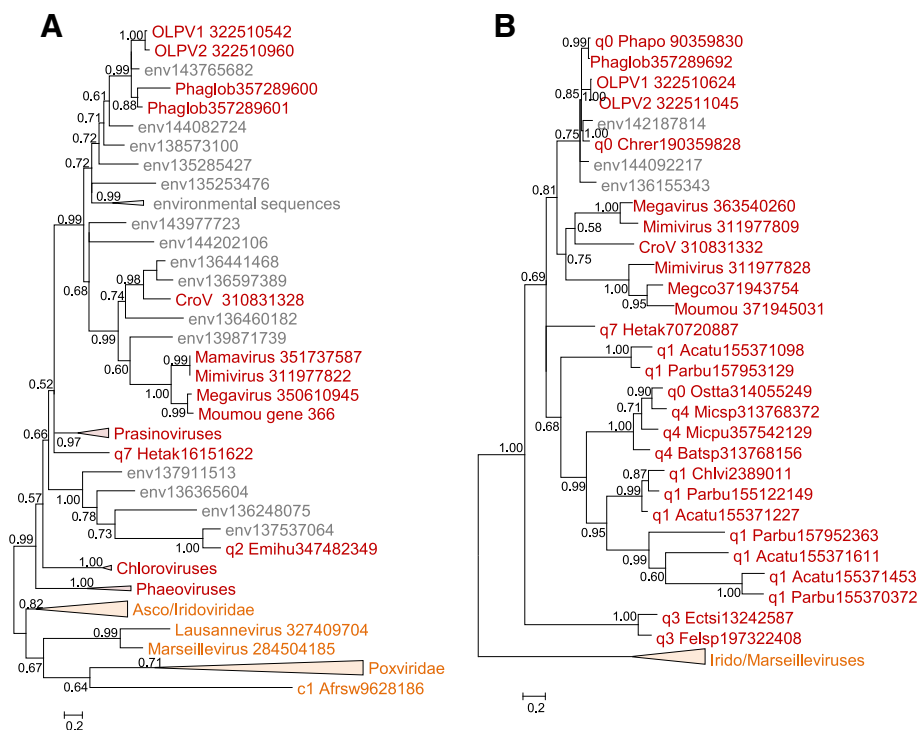 A
1.00
OLPV1 322510542
OLPV2 322510960
0.99
env143765682
0.61
Phaglob357289600
0.88
Phaglob357289601
0.71
env144082724
0.72
env138573100
0.72
env135285427
env135253476
0.99
environmental sequences
0.99
env143977723
env144202106
0.68
env136441468
0.98
env136597389
0.74
CroV 310831328
env136460182
0.99
env139871739
0.60
0.99
Mamavirus 351737587
Mimivirus 311977822
1.00
Megavirus 350610945
0.99
Moumou gene 366
0.52
0.66
0.97
Prasinoviruses
q7 Hetak16151622
env137911513
0.57
1.00
env136365604
0.78
env136248075
0.73
env137537064
1.00
q2 Emihu347482349
0.99
1.00
Chloroviruses
1.00
Phaeoviruses
0.82
Asco/Iridoviridae
Lausannevirus 327409704
0.99
Marseillevirus 284504185
0.67
0.71
Poxviridae
0.64
c1 Afrsw9628186
0.2
B
0.99
q0 Phapo 90359830
Phaglob357289692
OLPV1 322510624
0.85
1.00
OLPV2 322511045
env142187814
0.75
1.00
q0 Chrer190359828
env144092217
env136155343
0.81
Megavirus 363540260
1.00
Mimivirus 311977809
0.58
CroV 310831332
0.75
Mimivirus 311977828
0.69
1.00
Megco371943754
0.95
Moumou 371945031
q7 Hetak70720887
1.00
q1 Acatu155371098
q1 Parbu157953129
0.90
q0 Ostta314055249
0.71
q4 Micsp313768372
0.68
1.00
q4 Micpu357542129
q4 Batsp313768156
1.00
0.87
q1 Chlvi2389011
0.99
0.99
q1 Parbu155122149
q1 Acatu155371227
0.95
q1 Parbu157952363
0.99
q1 Acatu155371611
0.60
q1 Acatu155371453
1.00
q1 Parbu155370372
1.00
q3 Ectsi13242587
q3 Felsp197322408
Irido/Marseilleviruses
0.2